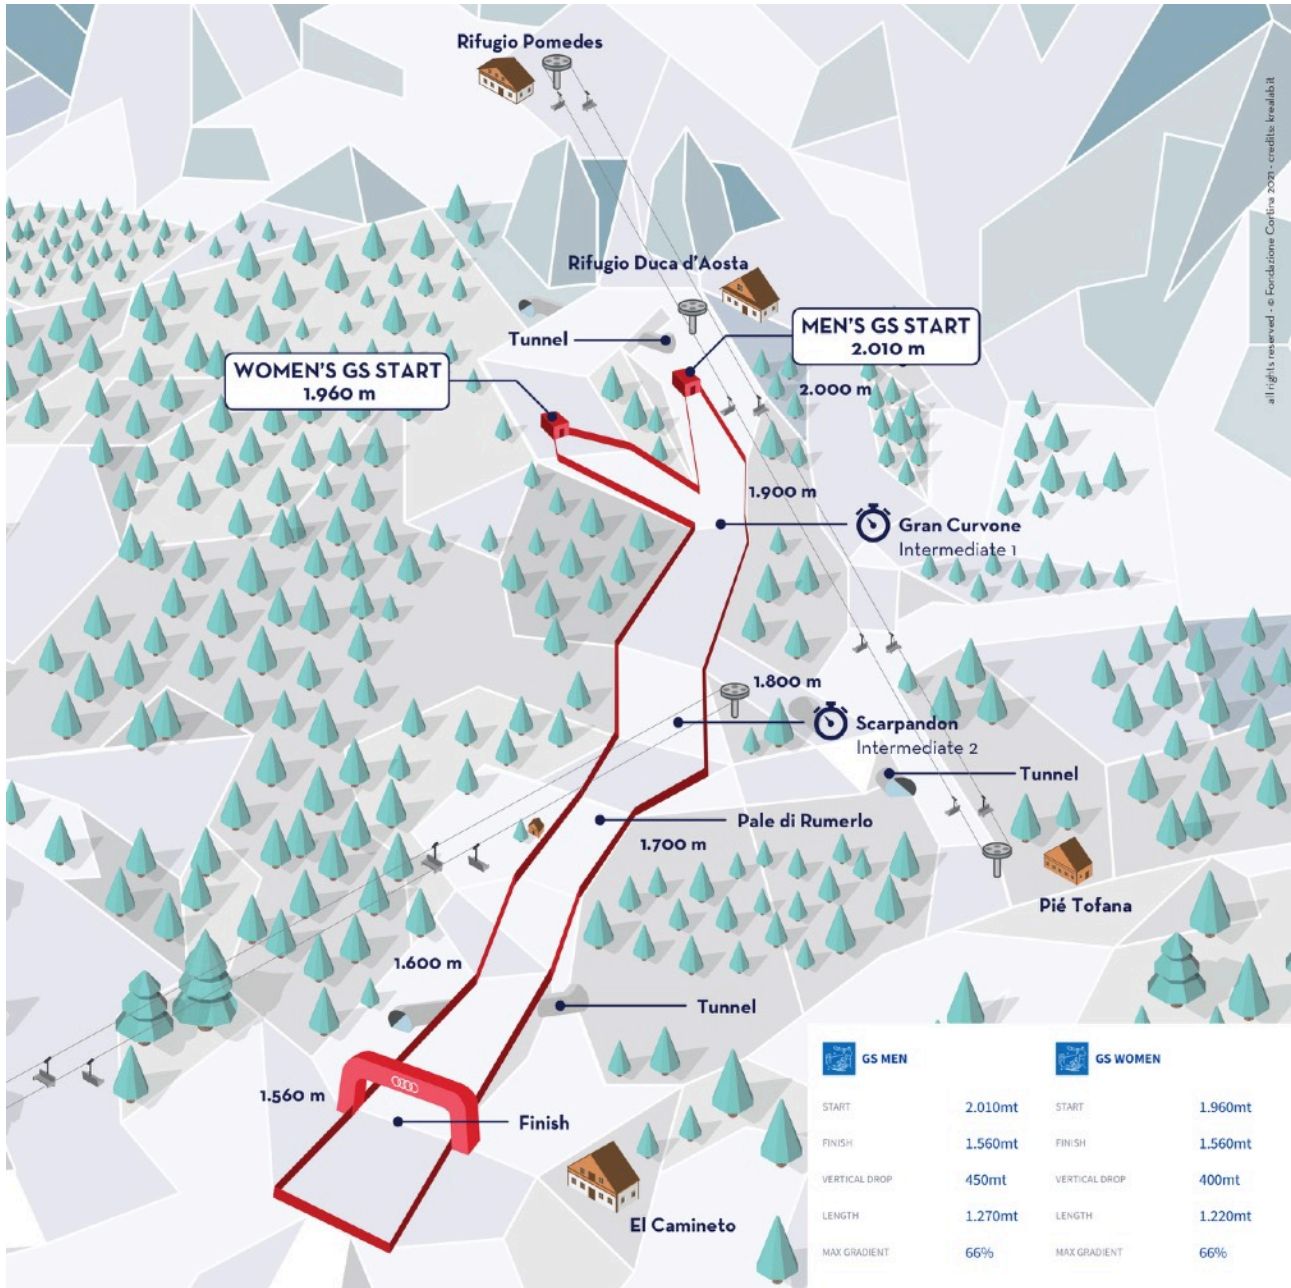 Rifugio Pomedes
all rights reserved - © Fondazione Cortina 2021 - credits: krealab.it
Rifugio Duca d'Aosta
Tunnel
MEN'S GS START
2.010 m
WOMEN'S GS START
1.960 m
2.000 m
1.900 m
Gran Curvone
Intermediate 1
1.800 m
Scarpandon
Intermediate 2
Tunnel
Pale di Rumerlo
1.700 m
Pié Tofana
1.600 m
Tunnel
1.560 m
Finish
El Camineto
GS MEN
START 2.010mt
FINISH 1.560mt
VERTICAL DROP 450mt
LENGTH 1.270mt
MAX GRADIENT 66%
GS WOMEN
START 1.960mt
FINISH 1.560mt
VERTICAL DROP 400mt
LENGTH 1.220mt
MAX GRADIENT 66%